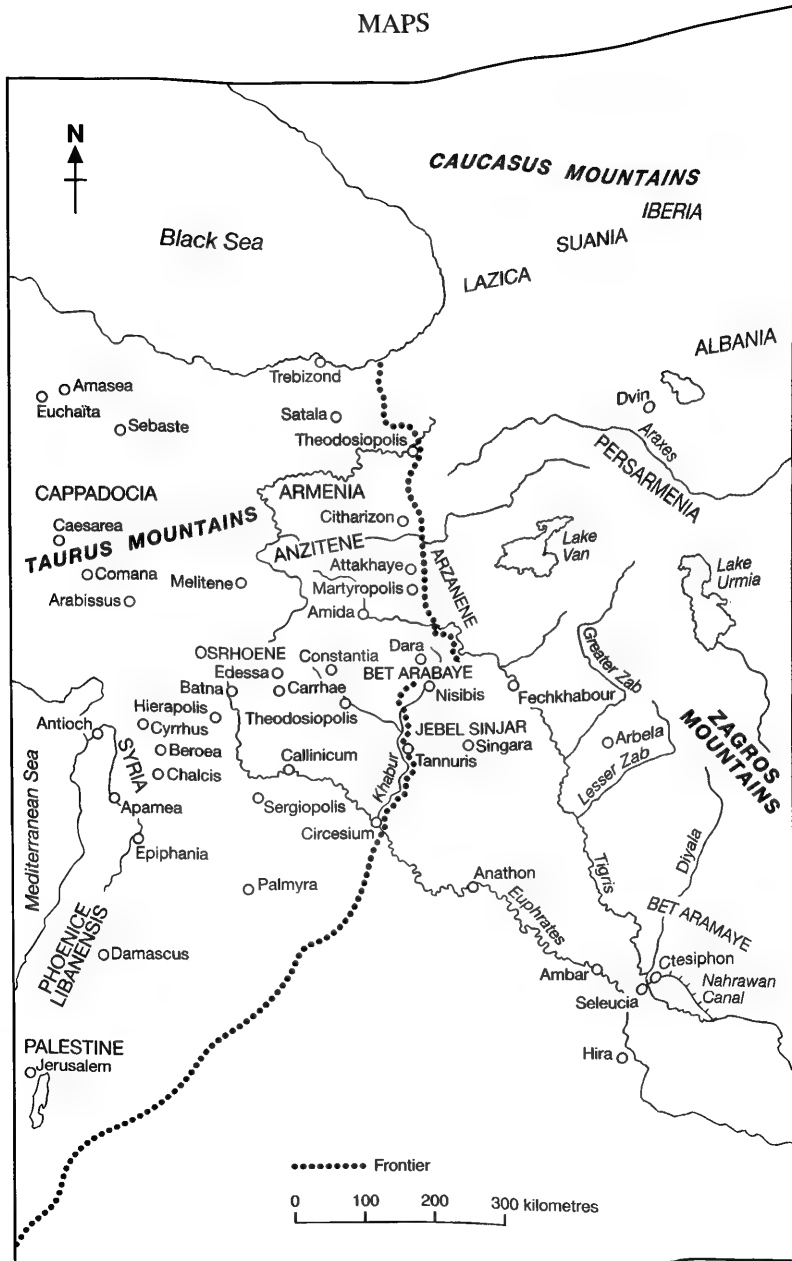 MAPS
N
CAUCASUS MOUNTAINS
IBERIA
Black Sea
SUANIA
LAZICA
ALBANIA
Trebizond
Amasea
Euchaïta
Dvin
Satala
Sebaste
Araxes
Theodosiopolis
PERSARMENIA
CAPPADOCIA
ARMENIA
Citharizon
Caesarea
TAURUS MOUNTAINS
ANZITENE
Lake
Van
Attakhaye
ARZANENE
Lake
Urmia
Comana
Melitene
Martyropolis
Arabissus
Amida
Greater Zab
OSRHOENE
Constantia
Dara
Edessa
BET ARABAYE
Batna
Carrhae
Nisibis
Fechkhabour
Hierapolis
Theodosiopolis
Cyrrhus
JEBEL SINJAR
Antioch
Singara
Arbela
ZAGROS
MOUNTAINS
SYRIA
Beroea
Tannuris
Callinicum
Khabur
Chalcis
Lesser Zab
Mediterranean Sea
Apamea
Sergiopolis
Circesium
Epiphania
Tigris
Diyala
Anathon
Palmyra
Euphrates
BET ARAMAYE
PHOENICE
LIBANENSIS
Damascus
Ctesiphon
Ambar
Nahrawan
Canal
Seleucia
PALESTINE
Hira
Jerusalem
Frontier
0 100 200 300 kilometres